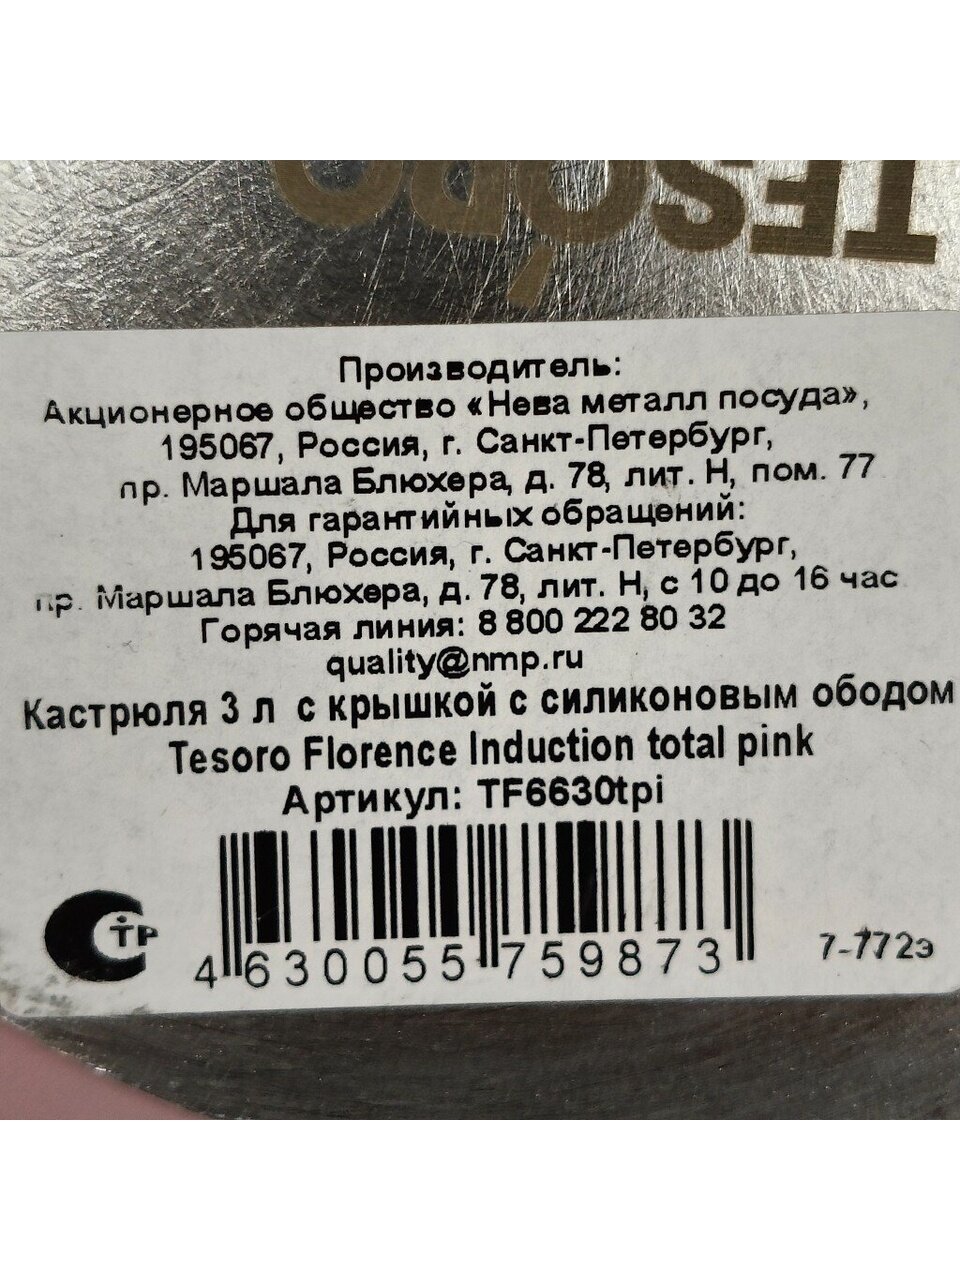 TESORO
Производитель:
Акционерное общество «Нева металл посуда»,
195067, Россия, г. Санкт-Петербург,
пр. Маршала Блюхера, д. 78, лит. Н, пом. 77
Для гарантийных обращений:
195067, Россия, г. Санкт-Петербург,
пр. Маршала Блюхера, д. 78, лит. Н, с 10 до 16 час
Горячая линия: 8 800 222 80 32
quality@nmp.ru
Кастрюля 3 л с крышкой с силиконовым ободом
Tesoro Florence Induction total pink
Артикул: TF6630tpi
СТР
4 630055 759873
7-772э